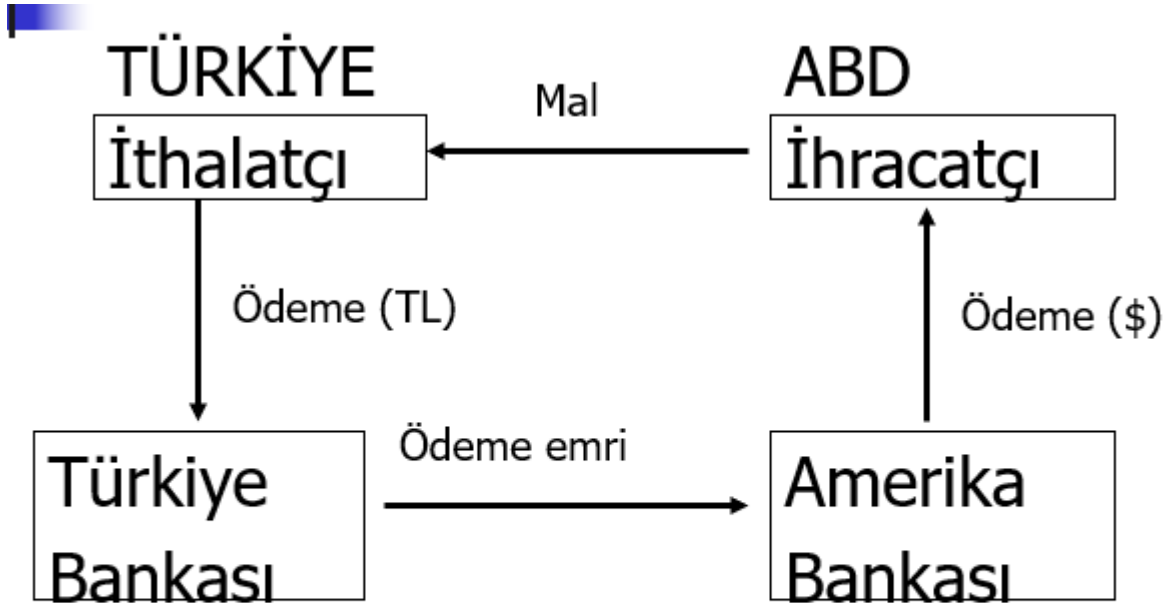 TÜRKİYE
ABD
Mal
İthalatçı
İhracatçı
Ödeme (TL)
Ödeme ($)
Ödeme emri
Türkiye
Bankası
Amerika
Bankası